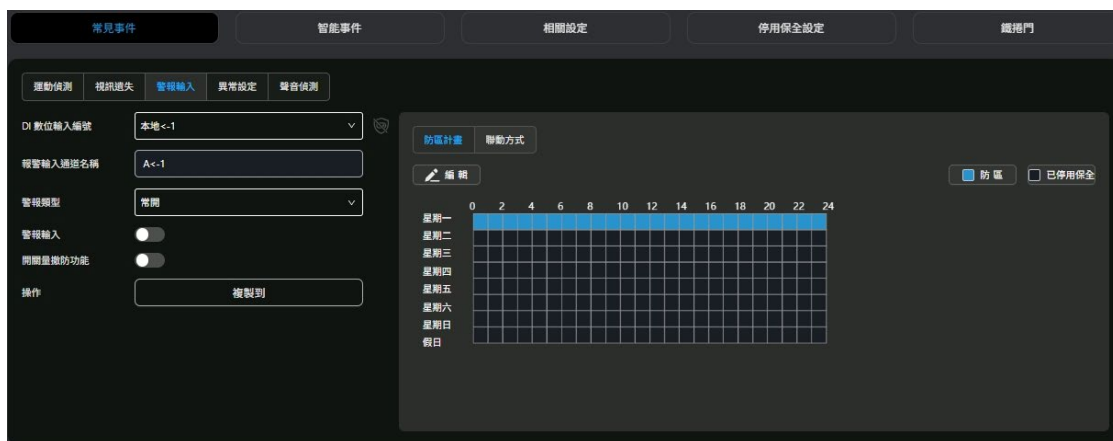 常見事件 智能事件 相關設定 停用保全設定 鐵捲門
運動偵測 視訊遺失 警報輸入 異常設定 聲音偵測
DI 數位輸入編號 本地<-1
報警輸入通道名稱 A<-1
警報類型 常開
警報輸入
開關量撤防功能
操作 複製到
防區計畫 聯動方式
編輯 防區 已停用保全
0 2 4 6 8 10 12 14 16 18 20 22 24
星期一
星期二
星期三
星期四
星期五
星期六
星期日
假日